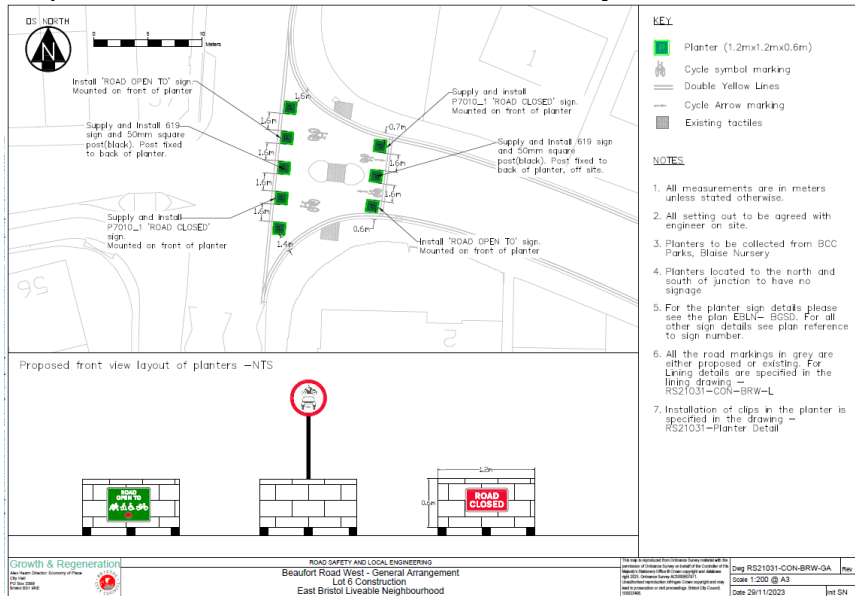 OS NORTH
N
0
5
10
Meters
Install 'ROAD OPEN TO' sign.
Mounted on front of planter
Supply and Install 619
sign and 50mm square
post(black). Post fixed
to back of planter.
Supply and install
P7010_1 'ROAD CLOSED'
sign.
Mounted on front of planter
1.6m
1.6m
1.6m
1.6m
1.6m
1.4m
Supply and install
P7010_1 'ROAD CLOSED' sign.
Mounted on front of planter
0.7m
1.6m
Supply and Install 619
sign and 50mm square
post(black). Post fixed to
back of planter, off site.
1.6m
0.6m
Install 'ROAD OPEN TO' sign.
Mounted on front of planter
1
56
KEY
Planter (1.2mx1.2mx0.6m)
Cycle symbol marking
Double Yellow Lines
Cycle Arrow marking
Existing tactiles
NOTES
1. All measurements are in meters
unless stated otherwise.
2. All setting out to be agreed with
engineer on site.
3. Planters to be collected from BCC
Parks, Blaise Nursery
4. Planters located to the north and
south of junction to have no
signage
5. For the planter sign details please
see the plan EBLN- BGSD. For all
other sign details see plan reference
to sign number.
6. All the road markings in grey are
either proposed or existing. For
Lining details are specified in the
lining drawing -
RS21031-CON-BRW-L
7. Installation of clips in the planter is
specified in the drawing -
RS21031-Planter Detail
Proposed front view layout of planters -NTS
ROAD
OPEN TO
ROAD
CLOSED
1.2m
0.6m
Growth & Regeneration
City Hall
ROAD SAFETY AND LOCAL ENGINEERING
Beaufort Road West - General Arrangement
Lot 6 Construction
East Bristol Liveable Neighbourhood
Dwg RS21031-CON-BRW-GA
Rev
Scale 1:200 @ A3
Date 29/11/2023
Init SN